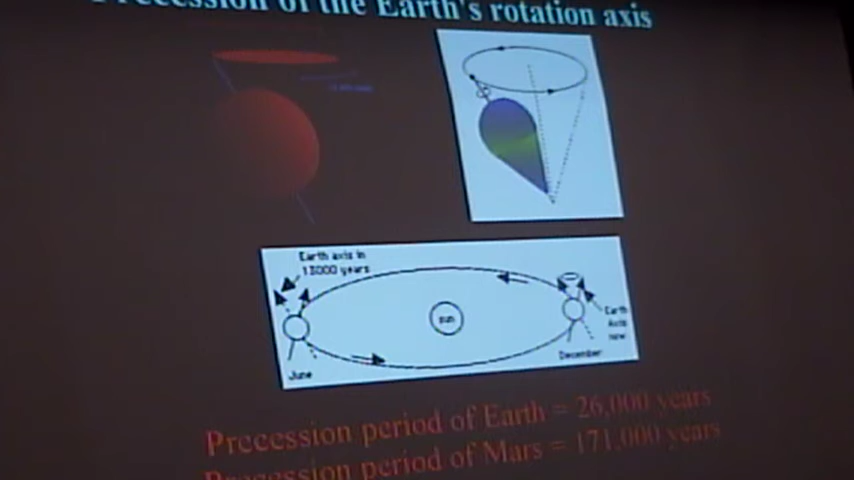 Precession of the Earth's rotation axis
Earth axis in
13000 years
sun
Earth
Axis
now
December
June
Precession period of Earth = 26,000 years
Precession period of Mars = 171,000 years